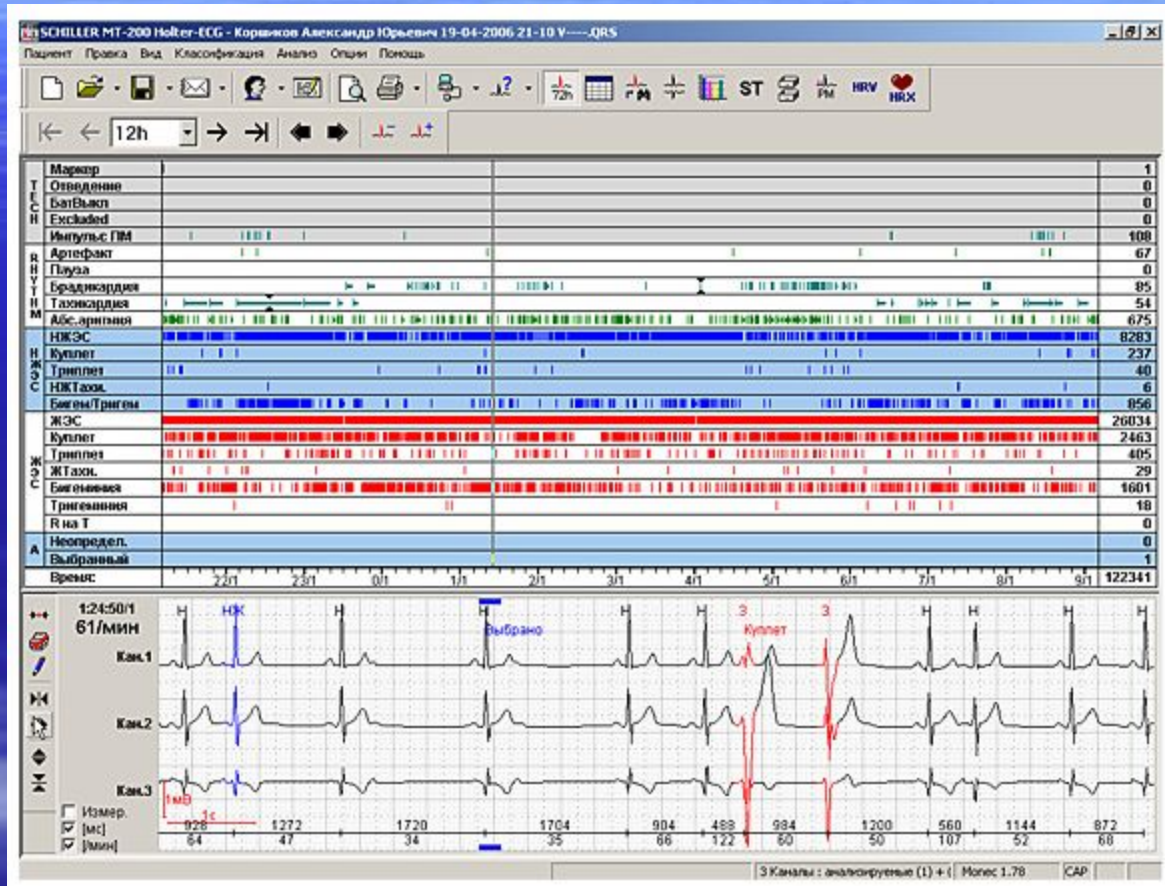 SCHILLER MT-200 Holter-ECG - Коршиков Александр Юрьевич 19-04-2006 21-10 V----.QRS
Пациент Правка Вид Классификация Анализ Опции Помощь
72h ST PM HRV HRX
12h
ТЕСН
Маркер 1
Отведение 0
БатВыкл 0
Excluded 0
Импульс ПМ 108
RHYTHM
Артефакт 67
Пауза 0
Брадикардия 85
Тахикардия 54
Абс.аритмия 675
НЖЭС
НЖЭС 8283
Куплет 237
Триплет 40
НЖТахи. 6
Бигем/Тригем 856
ЖЭС
ЖЭС 26034
Куплет 2463
Триплет 405
ЖТахи. 29
Бигеминия 1601
Тригеминия 18
R на T 0
А
Неопредел. 0
Выбранный 1
Время: 22/1 23/1 0/1 1/1 2/1 3/1 4/1 5/1 6/1 7/1 8/1 9/1 122341
1:24:50/1
61/мин
Н НЖ Н Н Н Н З З Н Н Н Н
Выбрано Куплет
Кан.1
Кан.2
Кан.3
1мВ
1с
Измер.
[мс] 928 1272 1720 1704 904 488 984 1200 560 1144 872
[/мин] 64 47 34 35 66 122 60 50 107 52 68
3 Каналы : анализируемые (1) + ( Молес 1.78 CAP